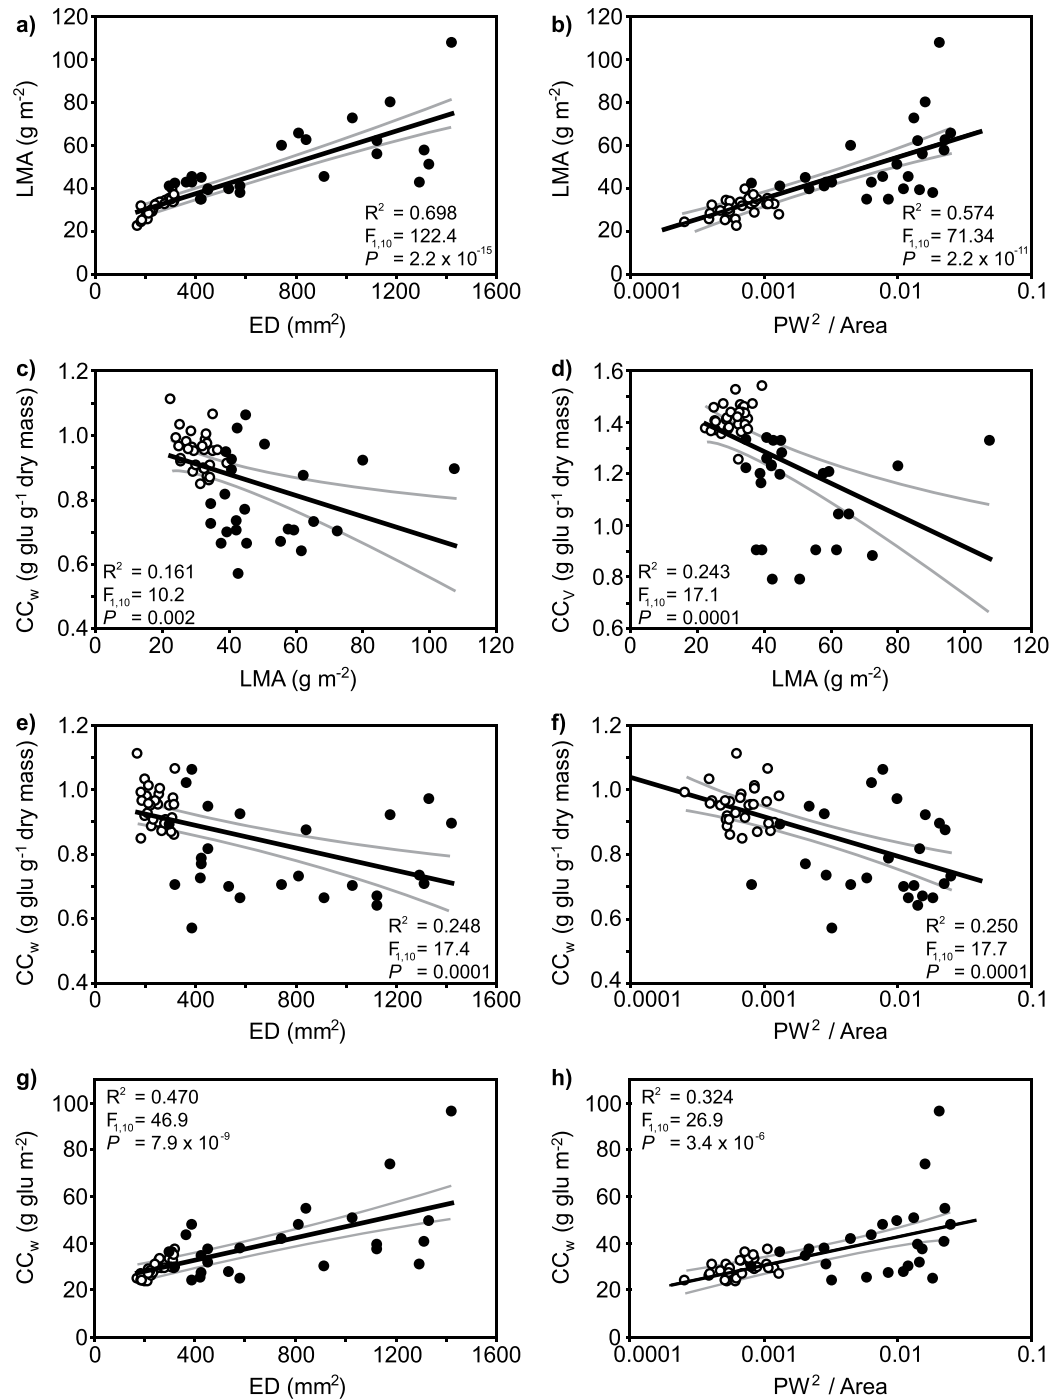 a)
120
100
80
60
40
20
0
LMA (g m-2)
R2 = 0.698
F1,10= 122.4
P = 2.2 x 10-15
0 400 800 1200 1600
ED (mm2)
b)
120
100
80
60
40
20
0
LMA (g m-2)
R2 = 0.574
F1,10= 71.34
P = 2.2 x 10-11
0.0001 0.001 0.01 0.1
PW2 / Area
c)
1.2
1.0
0.8
0.6
0.4
CCw (g glu g-1 dry mass)
R2 = 0.161
F1,10= 10.2
P = 0.002
0 20 40 60 80 100 120
LMA (g m-2)
d)
1.6
1.4
1.2
1.0
0.8
0.6
CCV (g glu g-1 dry mass)
R2 = 0.243
F1,10= 17.1
P = 0.0001
0 20 40 60 80 100 120
LMA (g m-2)
e)
1.2
1.0
0.8
0.6
0.4
CCw (g glu g-1 dry mass)
R2 = 0.248
F1,10= 17.4
P = 0.0001
0 400 800 1200 1600
ED (mm2)
f)
1.2
1.0
0.8
0.6
0.4
CCw (g glu g-1 dry mass)
R2 = 0.250
F1,10= 17.7
P = 0.0001
0.0001 0.001 0.01 0.1
PW2 / Area
g)
100
80
60
40
20
0
CCw (g glu m-2)
R2 = 0.470
F1,10= 46.9
P = 7.9 x 10-9
0 400 800 1200 1600
ED (mm2)
h)
100
80
60
40
20
0
CCw (g glu m-2)
R2 = 0.324
F1,10= 26.9
P = 3.4 x 10-6
0.0001 0.001 0.01 0.1
PW2 / Area